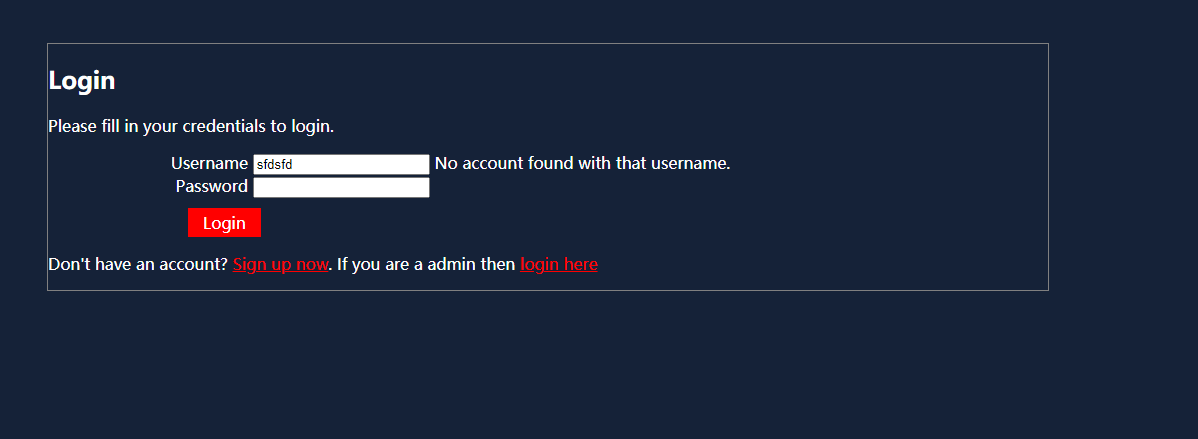 Login
Please fill in your credentials to login.
Username sfdsfd No account found with that username.
Password
Login
Don't have an account? Sign up now. If you are a admin then login here